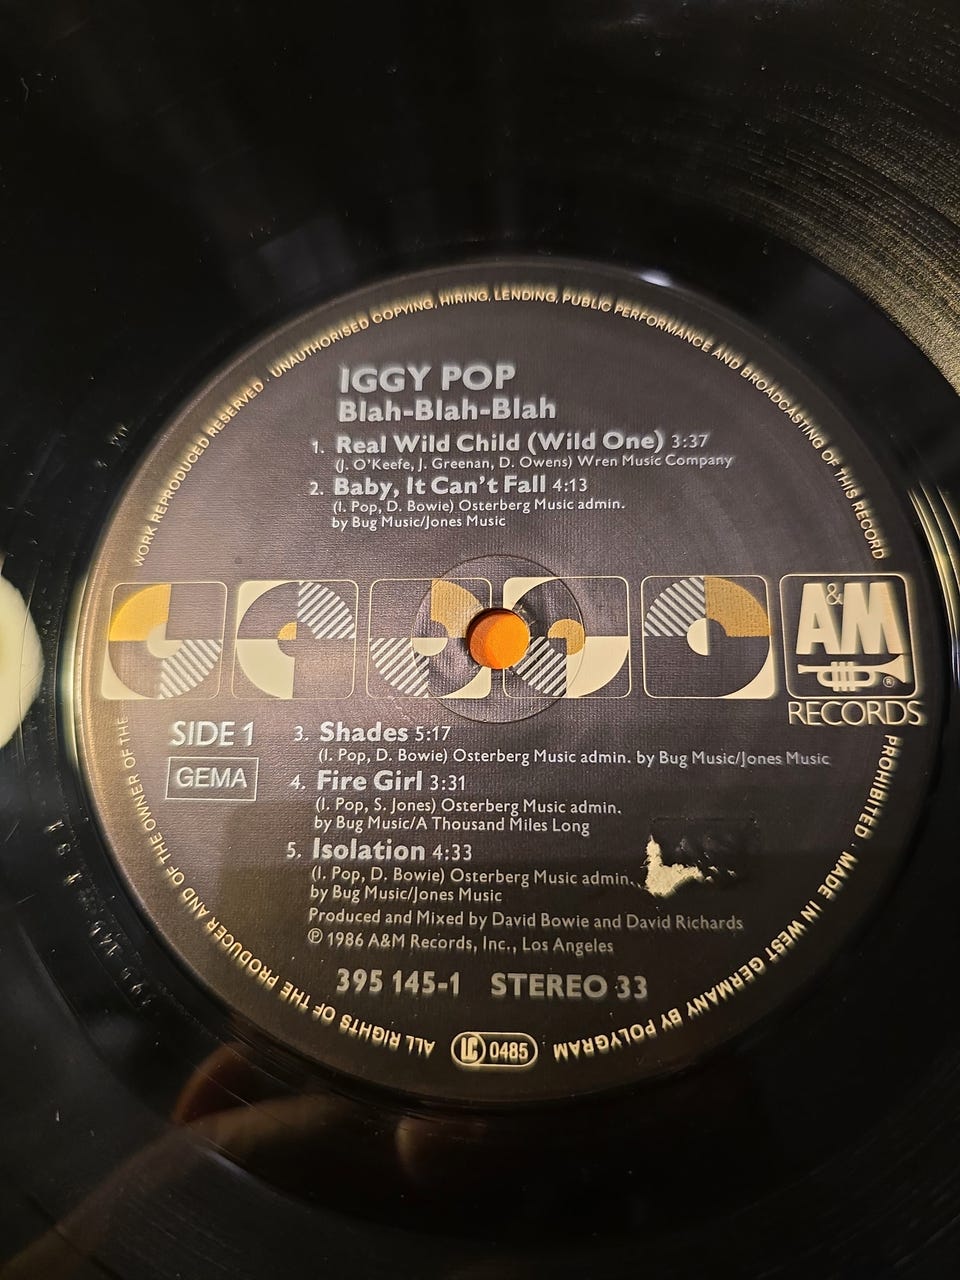 WORK REPRODUCED RESERVED · UNAUTHORISED COPYING, HIRING, LENDING, PUBLIC PERFORMANCE AND BROADCASTING OF THIS RECORD
IGGY POP
Blah-Blah-Blah
1. Real Wild Child (Wild One) 3:37
(J. O'Keefe, J. Greenan, D. Owens) Wren Music Company
2. Baby, It Can't Fall 4:13
(I. Pop, D. Bowie) Osterberg Music admin.
by Bug Music/Jones Music
A&M
®
RECORDS
SIDE 1
GEMA
3. Shades 5:17
(I. Pop, D. Bowie) Osterberg Music admin. by Bug Music/Jones Music
4. Fire Girl 3:31
(I. Pop, S. Jones) Osterberg Music admin.
by Bug Music/A Thousand Miles Long
5. Isolation 4:33
(I. Pop, D. Bowie) Osterberg Music admin.
by Bug Music/Jones Music
Produced and Mixed by David Bowie and David Richards
℗ 1986 A&M Records, Inc., Los Angeles
395 145-1 STEREO 33
PROHIBITED · MADE IN WEST GERMANY BY POLYGRAM
LC 0485
ALL RIGHTS OF THE PRODUCER AND OF THE OWNER OF THE